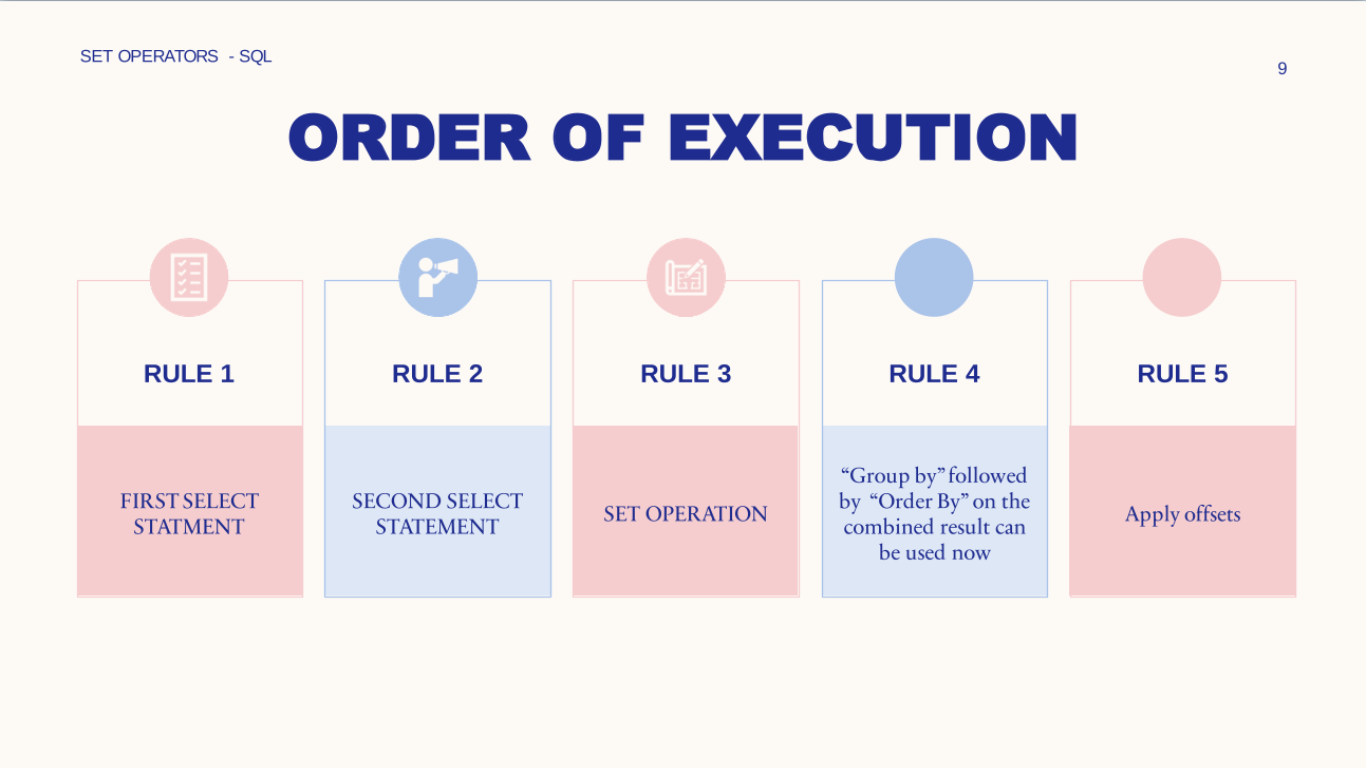 SET OPERATORS - SQL
9
ORDER OF EXECUTION
RULE 1
FIRST SELECT
STATMENT
RULE 2
SECOND SELECT
STATEMENT
RULE 3
SET OPERATION
RULE 4
“Group by” followed
by “Order By” on the
combined result can
be used now
RULE 5
Apply offsets